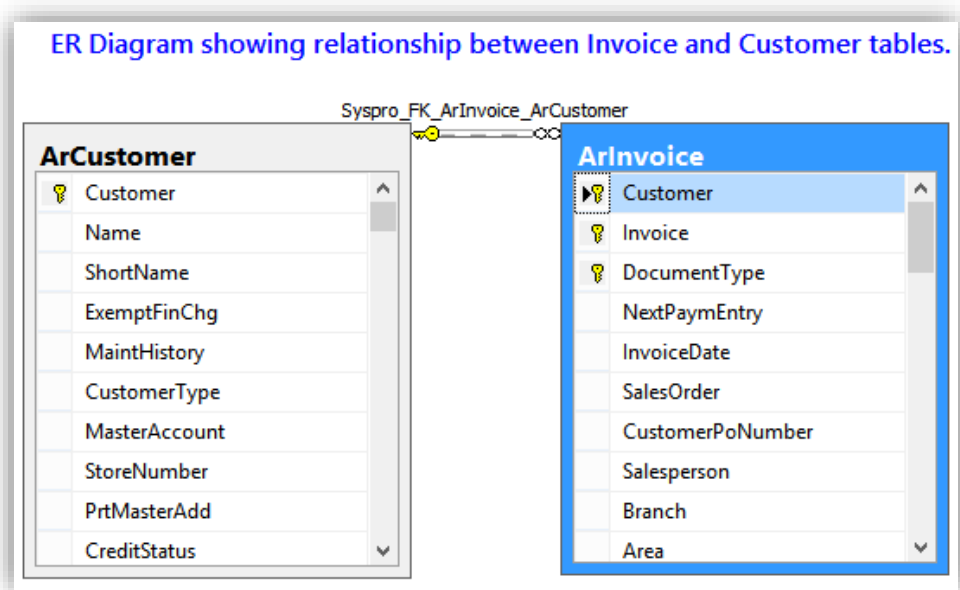 ER Diagram showing relationship between Invoice and Customer tables.
Syspro_FK_ArInvoice_ArCustomer
ArCustomer
Customer
Name
ShortName
ExemptFinChg
MaintHistory
CustomerType
MasterAccount
StoreNumber
PrtMasterAdd
CreditStatus
ArInvoice
Customer
Invoice
DocumentType
NextPaymEntry
InvoiceDate
SalesOrder
CustomerPoNumber
Salesperson
Branch
Area